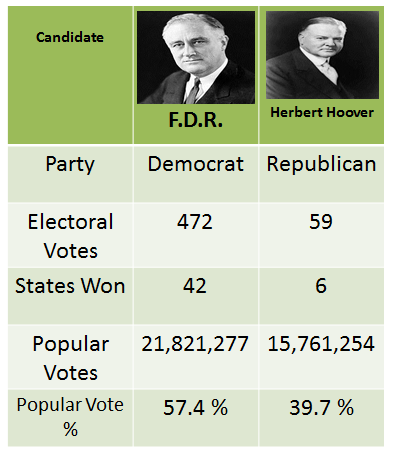 Candidate
F.D.R.
Herbert Hoover
Party
Democrat
Republican
Electoral
Votes
472
59
States Won
42
6
Popular
Votes
21,821,277
15,761,254
Popular Vote
%
57.4 %
39.7 %